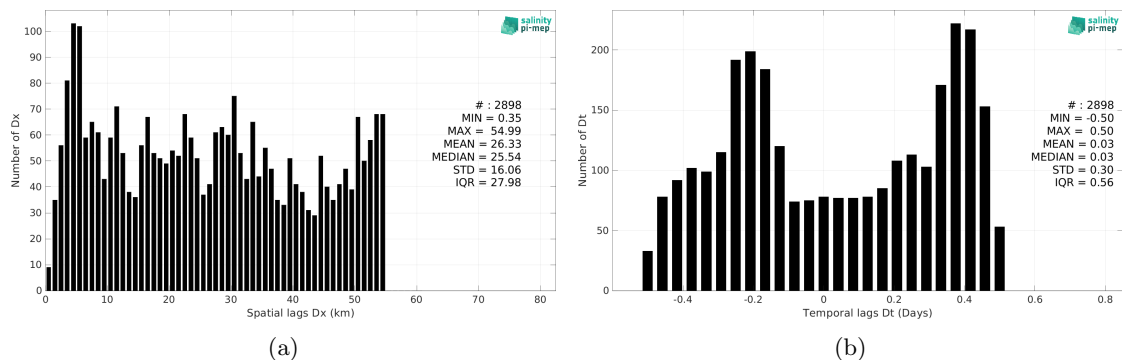 salinity
pi-mep
100
80
60
40
20
0
10
30
50
70
90
Number of Dx
# : 2898
MIN = 0.35
MAX = 54.99
MEAN = 26.33
MEDIAN = 25.54
STD = 16.06
IQR = 27.98
0 10 20 30 40 50 60 70 80
Spatial lags Dx (km)
(a)
salinity
pi-mep
200
150
100
50
0
Number of Dt
# : 2898
MIN = -0.50
MAX = 0.50
MEAN = 0.03
MEDIAN = 0.03
STD = 0.30
IQR = 0.56
-0.4 -0.2 0 0.2 0.4 0.6 0.8
Temporal lags Dt (Days)
(b)